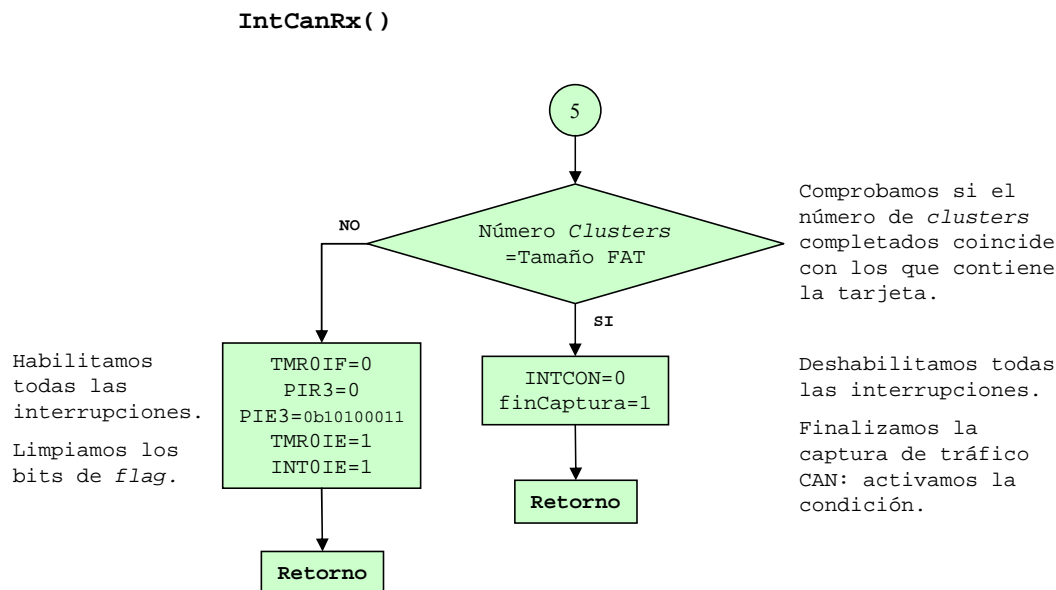 IntCanRx()
5
Número Clusters
=Tamaño FAT
NO
SI
Comprobamos si el
número de clusters
completados coincide
con los que contiene
la tarjeta.
Habilitamos
todas las
interrupciones.
Limpiamos los
bits de flag.
TMR0IF=0
PIR3=0
PIE3=0b10100011
TMR0IE=1
INT0IE=1
Retorno
INTCON=0
finCaptura=1
Retorno
Deshabilitamos todas
las interrupciones.
Finalizamos la
captura de tráfico
CAN: activamos la
condición.